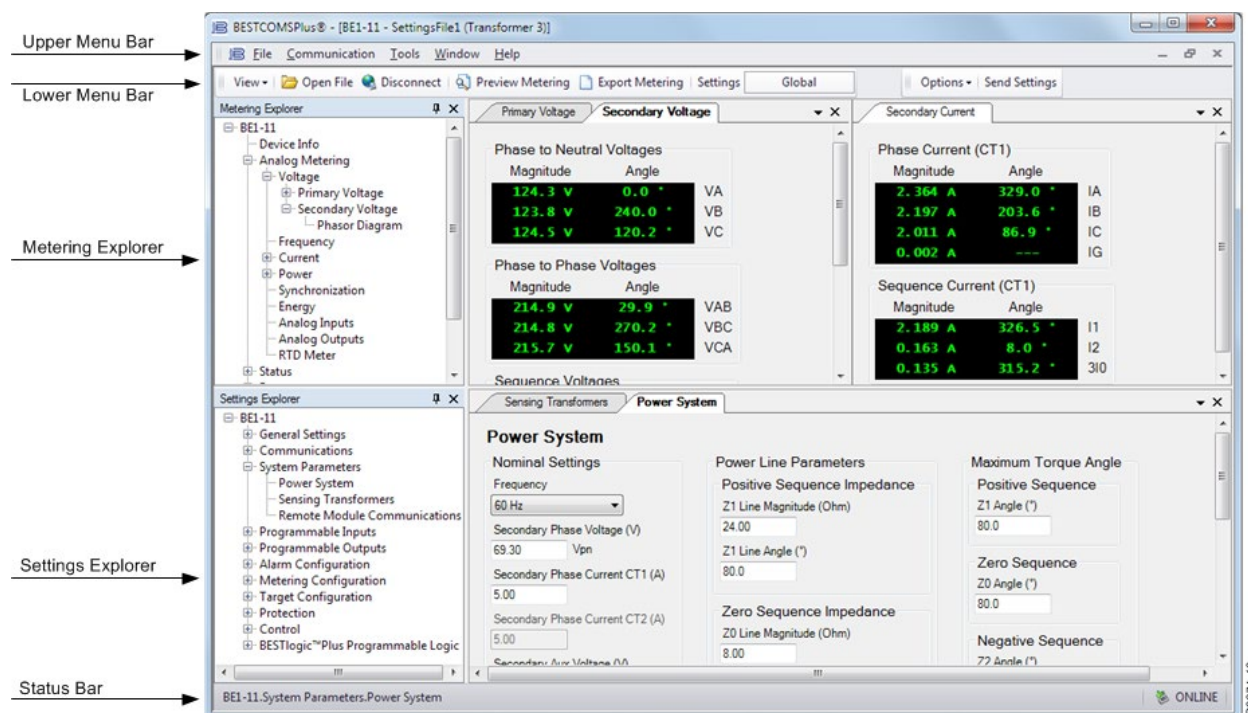 BESTCOMSPlus® - [BE1-11 - SettingsFile1 (Transformer 3)]
Upper Menu Bar
File Communication Tools Window Help
Lower Menu Bar
View Open File Disconnect Preview Metering Export Metering Settings Global Options Send Settings
Metering Explorer
Metering Explorer
BE1-11
Device Info
Analog Metering
Voltage
Primary Voltage
Secondary Voltage
Phasor Diagram
Frequency
Current
Power
Synchronization
Energy
Analog Inputs
Analog Outputs
RTD Meter
Status
Primary Voltage Secondary Voltage
Phase to Neutral Voltages
Magnitude Angle
124.3 V 0.0 ° VA
123.8 V 240.0 ° VB
124.5 V 120.2 ° VC
Phase to Phase Voltages
Magnitude Angle
214.9 V 29.9 ° VAB
214.8 V 270.2 ° VBC
215.7 V 150.1 ° VCA
Sequence Voltages
Secondary Current
Phase Current (CT1)
Magnitude Angle
2.364 A 329.0 ° IA
2.197 A 203.6 ° IB
2.011 A 86.9 ° IC
0.002 A --- IG
Sequence Current (CT1)
Magnitude Angle
2.189 A 326.5 ° I1
0.163 A 8.0 ° I2
0.135 A 315.2 ° 3I0
Settings Explorer
Settings Explorer
BE1-11
General Settings
Communications
System Parameters
Power System
Sensing Transformers
Remote Module Communications
Programmable Inputs
Programmable Outputs
Alarm Configuration
Metering Configuration
Target Configuration
Protection
Control
BESTlogic™Plus Programmable Logic
Sensing Transformers Power System
Power System
Nominal Settings
Frequency
60 Hz
Secondary Phase Voltage (V)
69.30 Vpn
Secondary Phase Current CT1 (A)
5.00
Secondary Phase Current CT2 (A)
5.00
Secondary Aux Voltage (V)
Power Line Parameters
Positive Sequence Impedance
Z1 Line Magnitude (Ohm)
24.00
Z1 Line Angle (°)
80.0
Zero Sequence Impedance
Z0 Line Magnitude (Ohm)
8.00
Maximum Torque Angle
Positive Sequence
Z1 Angle (°)
80.0
Zero Sequence
Z0 Angle (°)
80.0
Negative Sequence
Z2 Angle (°)
Status Bar
BE1-11.System Parameters.Power System
ONLINE